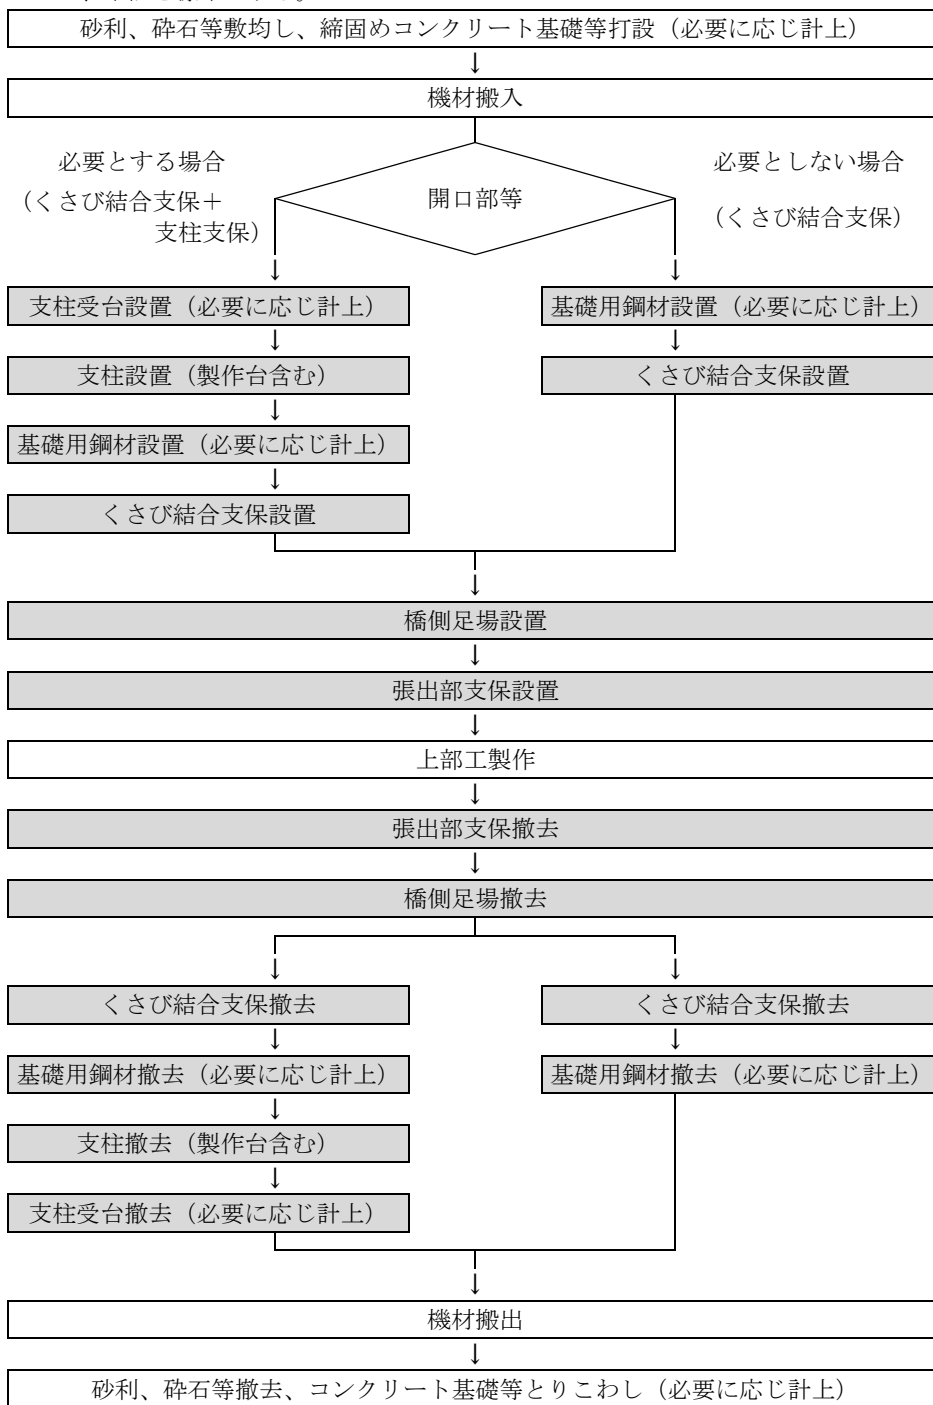 砂利、砕石等敷均し、締固めコンクリート基礎等打設（必要に応じ計上）
↓
機材搬入
必要とする場合
（くさび結合支保＋
支柱支保）
開口部等
必要としない場合
（くさび結合支保）
↓
↓
支柱受台設置（必要に応じ計上）
↓
支柱設置（製作台含む）
↓
基礎用鋼材設置（必要に応じ計上）
↓
くさび結合支保設置
基礎用鋼材設置（必要に応じ計上）
↓
くさび結合支保設置
↓
橋側足場設置
↓
張出部支保設置
↓
上部工製作
↓
張出部支保撤去
↓
橋側足場撤去
↓
↓
くさび結合支保撤去
↓
基礎用鋼材撤去（必要に応じ計上）
↓
支柱撤去（製作台含む）
↓
支柱受台撤去（必要に応じ計上）
くさび結合支保撤去
↓
基礎用鋼材撤去（必要に応じ計上）
↓
機材搬出
↓
砂利、砕石等撤去、コンクリート基礎等とりこわし（必要に応じ計上）